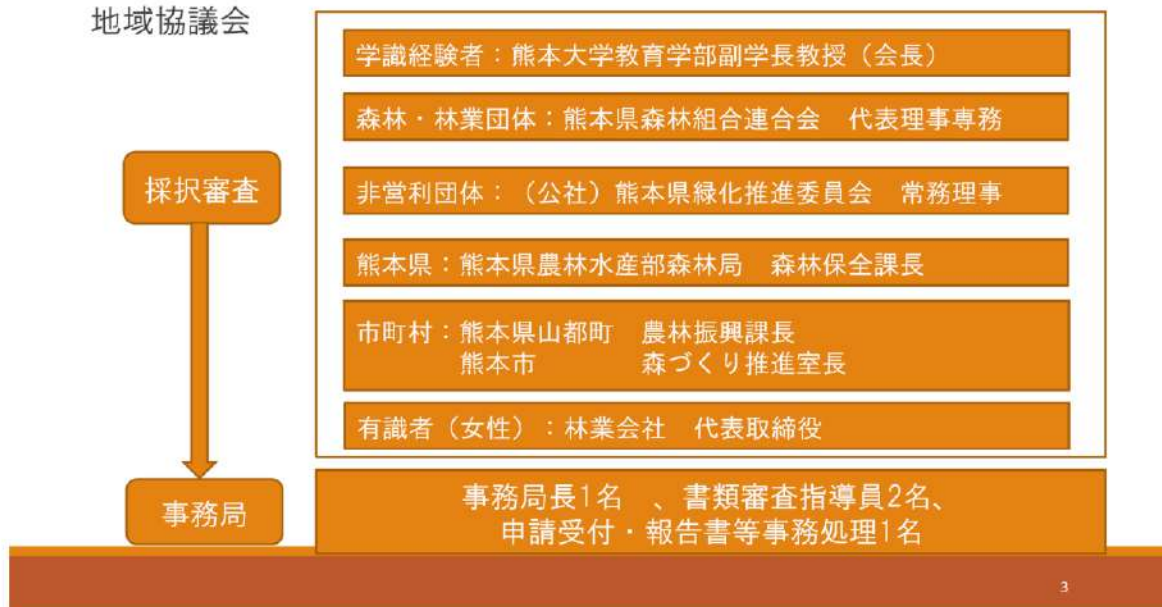 地域協議会
学識経験者：熊本大学教育学部副学長教授（会長）
森林・林業団体：熊本県森林組合連合会　代表理事専務
採択審査
非営利団体：（公社）熊本県緑化推進委員会　常務理事
熊本県：熊本県農林水産部森林局　森林保全課長
市町村：熊本県山都町　農林振興課長
熊本市　　　　森づくり推進室長
有識者（女性）：林業会社　代表取締役
事務局
事務局長1名　、書類審査指導員2名、
申請受付・報告書等事務処理1名
3